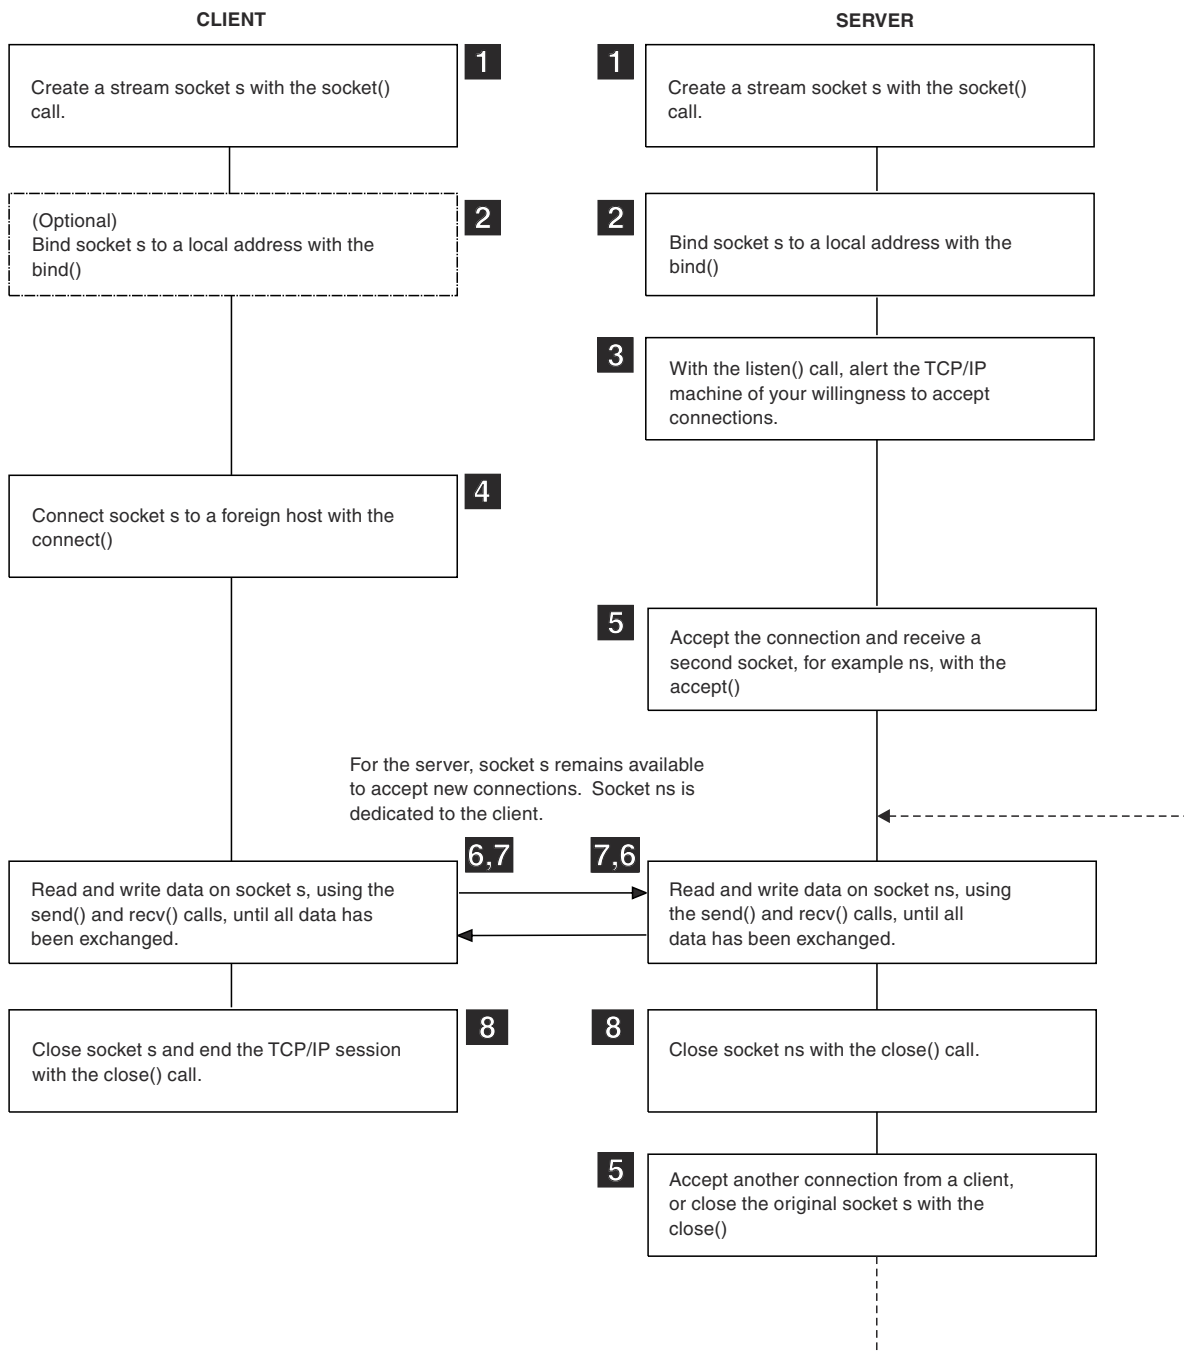 CLIENT
SERVER
1
1
Create a stream socket s with the socket()
call.
Create a stream socket s with the socket()
call.
2
2
(Optional)
Bind socket s to a local address with the
bind()
Bind socket s to a local address with the
bind()
3
With the listen() call, alert the TCP/IP
machine of your willingness to accept
connections.
4
Connect socket s to a foreign host with the
connect()
5
Accept the connection and receive a
second socket, for example ns, with the
accept()
For the server, socket s remains available
to accept new connections. Socket ns is
dedicated to the client.
6,7
7,6
Read and write data on socket s, using the
send() and recv() calls, until all data has
been exchanged.
Read and write data on socket ns, using
the send() and recv() calls, until all
data has been exchanged.
8
8
Close socket s and end the TCP/IP session
with the close() call.
Close socket ns with the close() call.
5
Accept another connection from a client,
or close the original socket s with the
close()